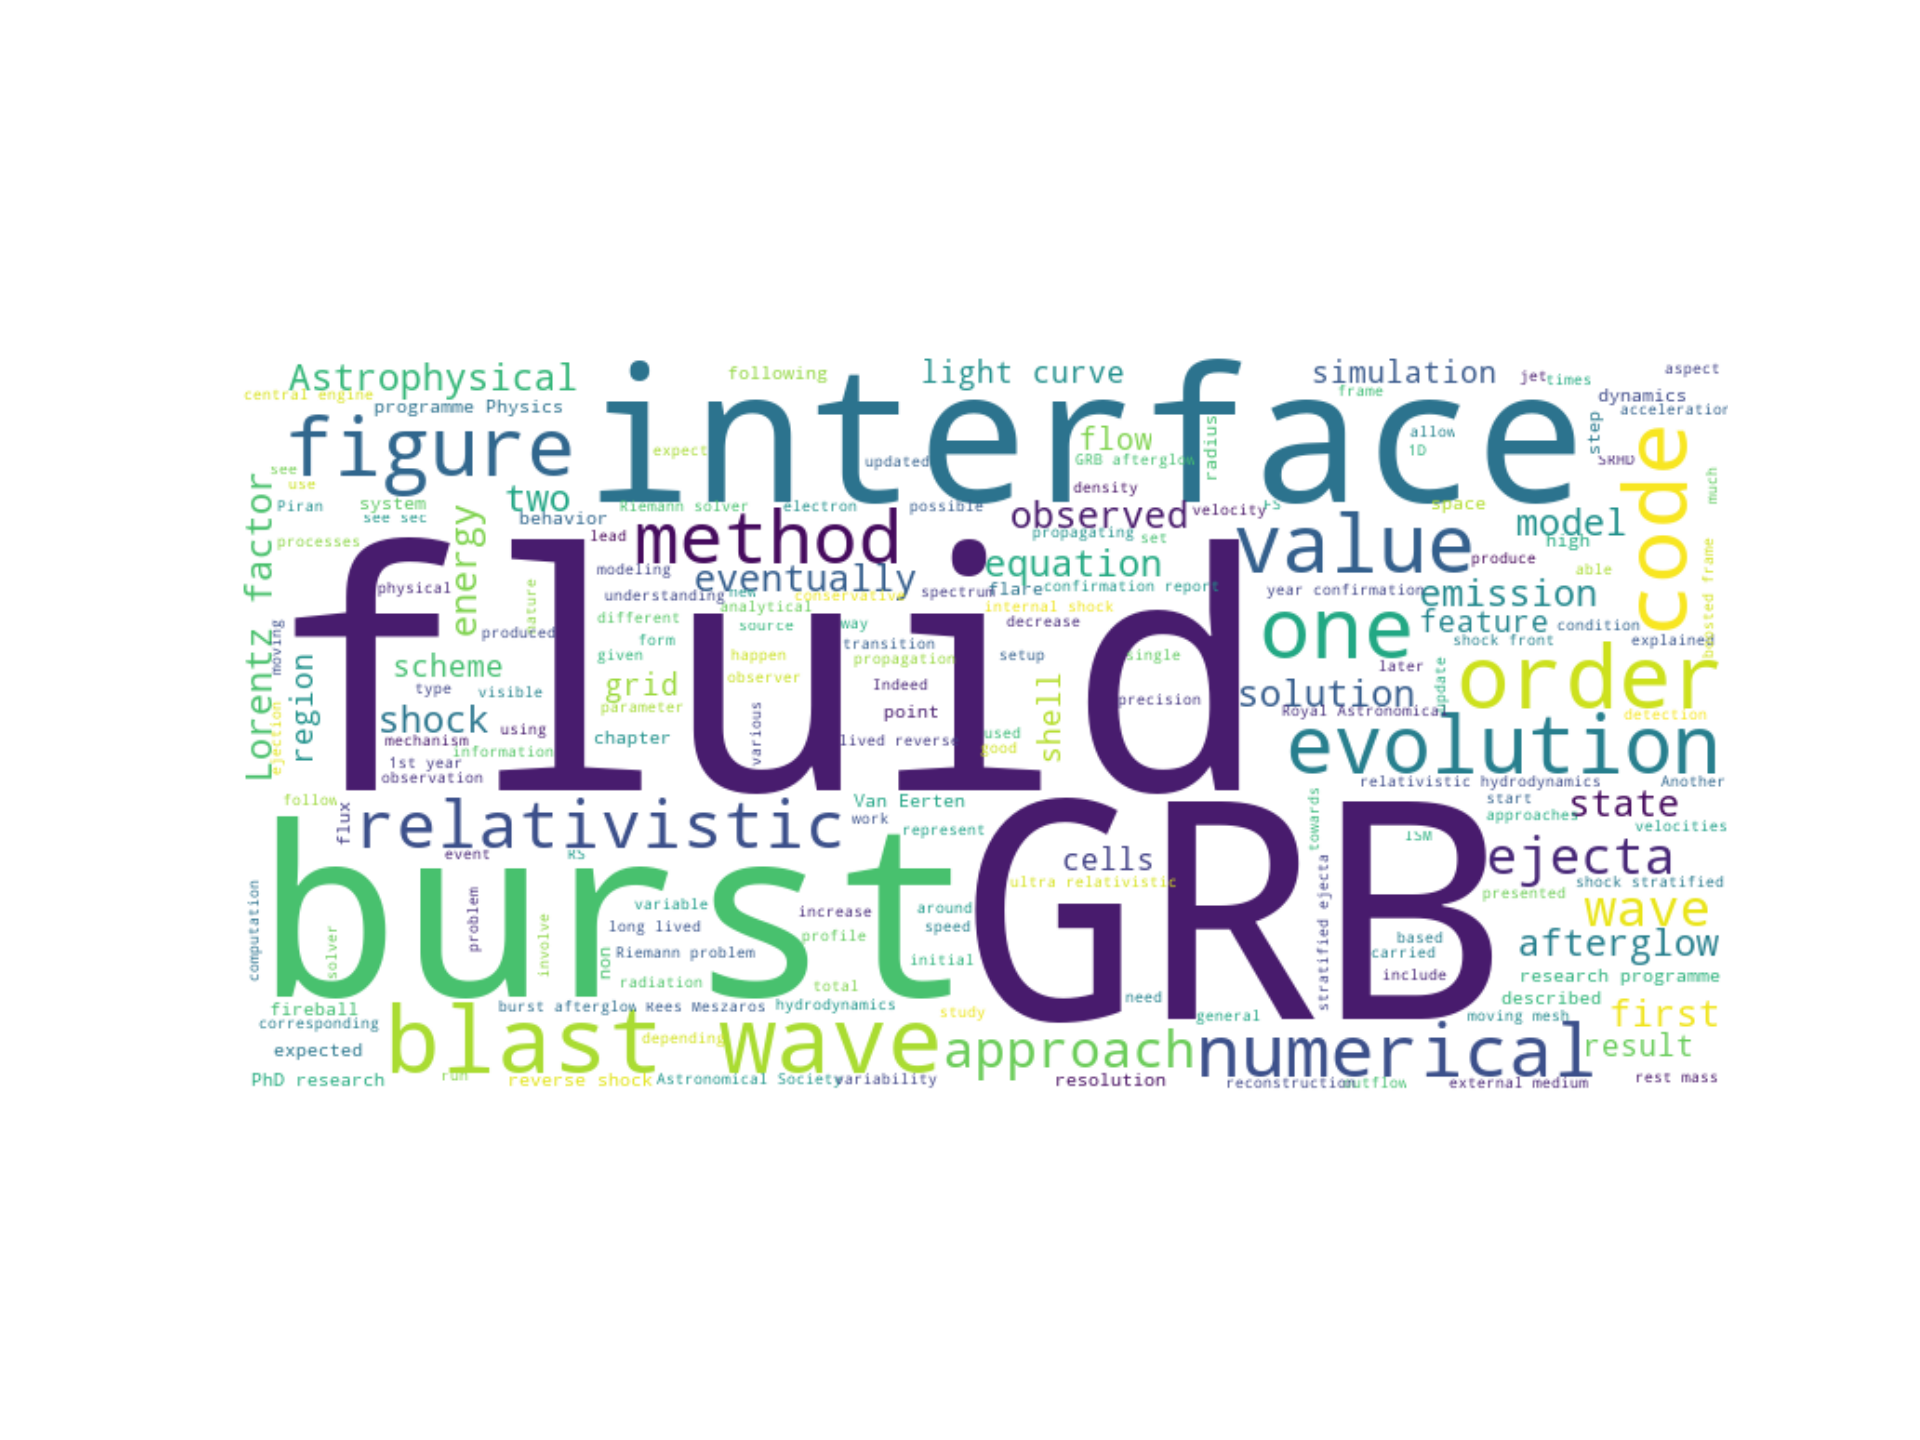 Astrophysical
central engine
programme Physics
figure
interface
following
light curve
simulation
jet
times
aspect
frame
dynamics
acceleration
see
use
expect
updated
flow
GRB afterglow
radius
allow
1D
step
SRHD
code
much
Lorentz factor
Piran
system
see sec
two
behavior
energy
Riemann solver
electron
possible
density
observed
velocity
FS
space
model
high
processes
lead
method
propagating
set
value
produce
able
boosted frame
physical
nature
modeling
eventually
equation
understanding
new
conservative
spectrum
flare
confirmation report
year confirmation
emission
analytical
internal shock
different
source
way
decrease
one
feature
condition
moving
produced
form
transition
shock front
explained
fluid
given
happen
propagation
setup
single
later
order
region
scheme
type
visible
grid
parameter
observer
Indeed
point
precision
solution
Royal Astronomical
update
detection
shock
using
mechanism
information
chapter
various
lived reverse
used
good
shell
evolution
ejection
1st year
observation
relativistic hydrodynamics
Another
follow
flux
relativistic
Van Eerten
work
represent
towards
start
approaches
state
velocities
event
RS
burst
GRB
cells
ultra relativistic
ISM
ejecta
shock stratified
presented
computation
solver
problem
involve
non
variable
long lived
Riemann problem
radiation
increase
profile
total
around
speed
initial
stratified ejecta
based
carried
include
wave
afterglow
research programme
described
fireball
corresponding
expected
PhD research
burst afterglow
Rees Meszaros
hydrodynamics
study
need
general
moving mesh
first
blast wave
depending
approach
numerical
result
run
reverse shock
Astronomical Society
variability
resolution
reconstruction
outflow
external medium
rest mass